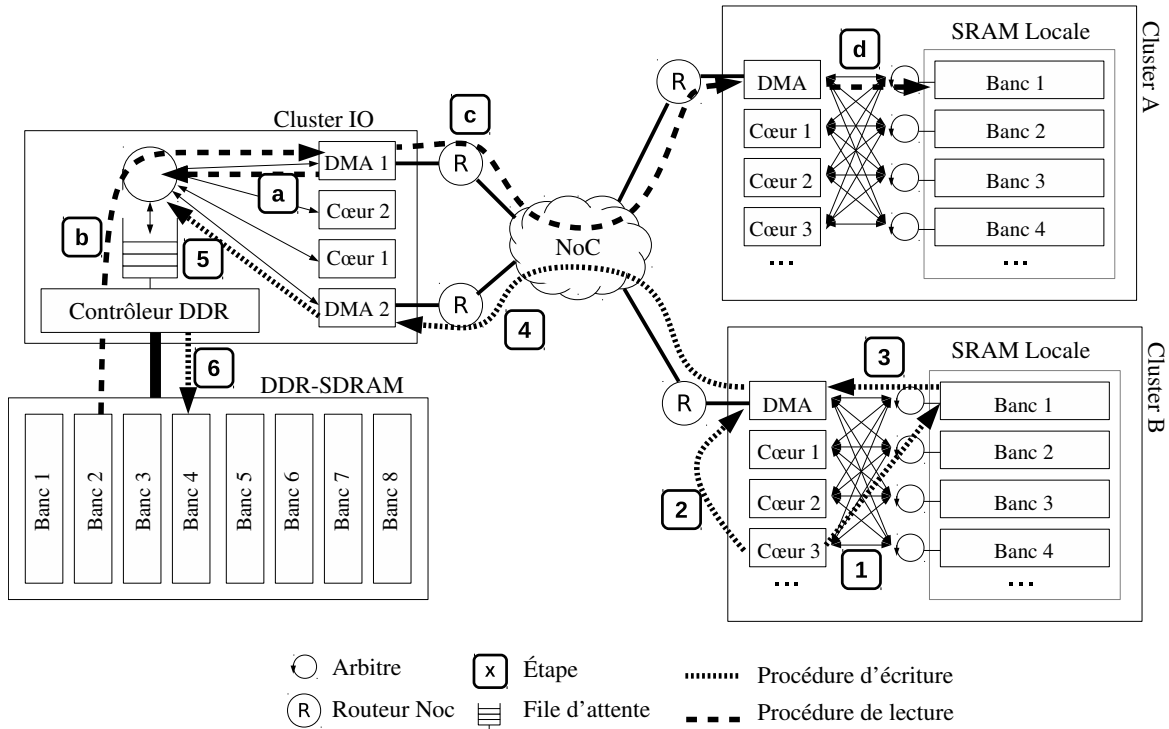 Cluster IO
DMA 1
Cœur 2
Cœur 1
DMA 2
a
b
5
Contrôleur DDR
6
DDR-SDRAM
Banc 1
Banc 2
Banc 3
Banc 4
Banc 5
Banc 6
Banc 7
Banc 8
R
c
R
4
NoC
R
R
Cluster A
SRAM Locale
d
DMA
Cœur 1
Cœur 2
Cœur 3
...
Banc 1
Banc 2
Banc 3
Banc 4
...
Cluster B
SRAM Locale
3
DMA
Cœur 1
Cœur 2
Cœur 3
...
2
1
Banc 1
Banc 2
Banc 3
Banc 4
...
Arbitre
R Routeur Noc
x Étape
File d'attente
Procédure d'écriture
Procédure de lecture